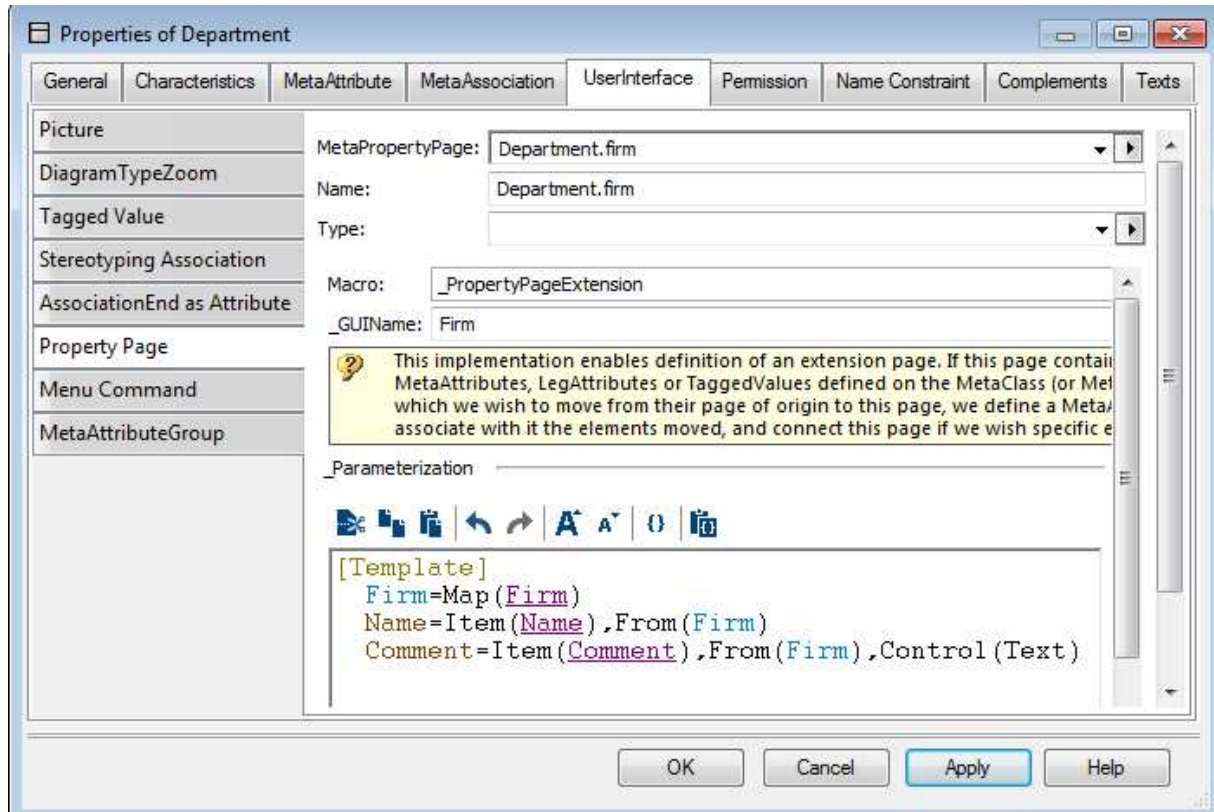 Properties of Department
General Characteristics MetaAttribute MetaAssociation UserInterface Permission Name Constraint Complements Texts
Picture
DiagramTypeZoom
Tagged Value
Stereotyping Association
AssociationEnd as Attribute
Property Page
Menu Command
MetaAttributeGroup
MetaPropertyPage: Department.firm
Name: Department.firm
Type:
Macro: _PropertyPageExtension
_GUIName: Firm
This implementation enables definition of an extension page. If this page contai
MetaAttributes, LegAttributes or TaggedValues defined on the MetaClass (or Met
which we wish to move from their page of origin to this page, we define a Meta
associate with it the elements moved, and connect this page if we wish specific e
_Parameterization
[Template]
Firm=Map(Firm)
Name=Item(Name),From(Firm)
Comment=Item(Comment),From(Firm),Control(Text)
OK Cancel Apply Help